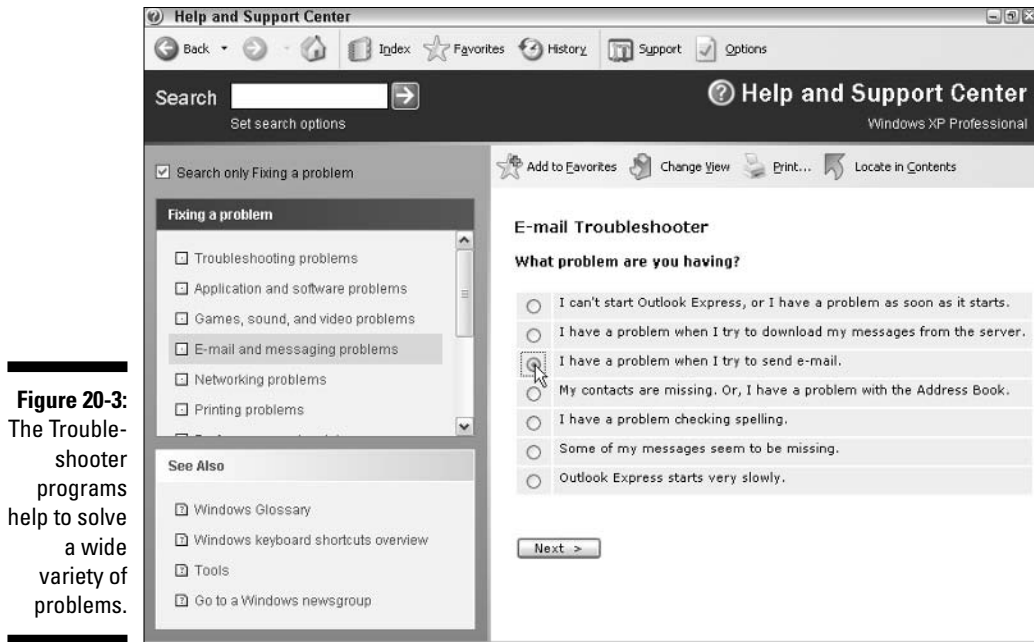 Help and Support Center
Back
Index
Favorites
History
Support
Options
Search
Set search options
Help and Support Center
Windows XP Professional
Search only Fixing a problem
Fixing a problem
Troubleshooting problems
Application and software problems
Games, sound, and video problems
E-mail and messaging problems
Networking problems
Printing problems
See Also
Windows Glossary
Windows keyboard shortcuts overview
Tools
Go to a Windows newsgroup
Add to Favorites
Change View
Print...
Locate in Contents
E-mail Troubleshooter
What problem are you having?
I can't start Outlook Express, or I have a problem as soon as it starts.
I have a problem when I try to download my messages from the server.
I have a problem when I try to send e-mail.
My contacts are missing. Or, I have a problem with the Address Book.
I have a problem checking spelling.
Some of my messages seem to be missing.
Outlook Express starts very slowly.
Next >
Figure 20-3:
The Trouble-
shooter
programs
help to solve
a wide
variety of
problems.